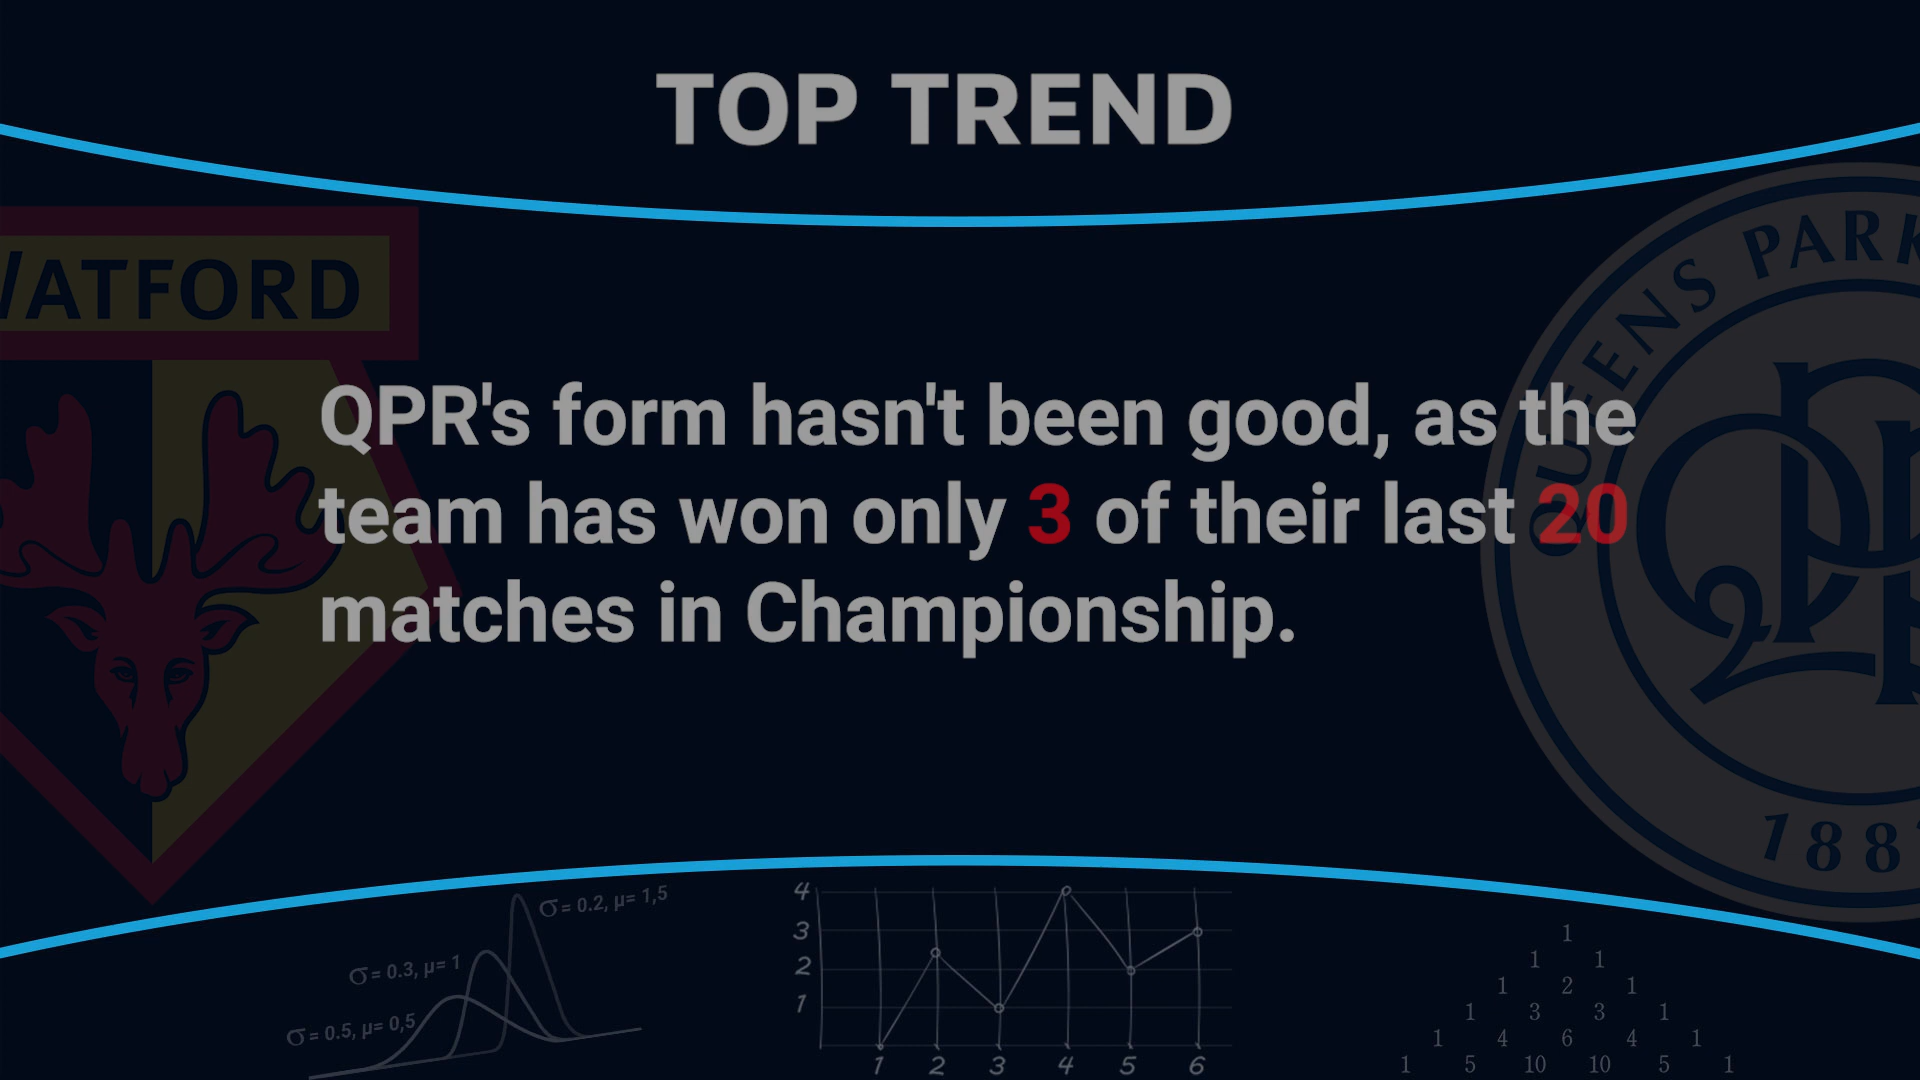 TOP TREND
WATFORD
QUEENS PARK
QPR's form hasn't been good, as the
team has won only 3 of their last 20
matches in Championship.
188
σ= 0.2, μ= 1,5
σ= 0.3, μ= 1
σ= 0.5, μ= 0,5
4
3
2
1
1 2 3 4 5 6
1
1 1
1 2 1
1 3 3 1
1 4 6 4 1
1 5 10 10 5 1